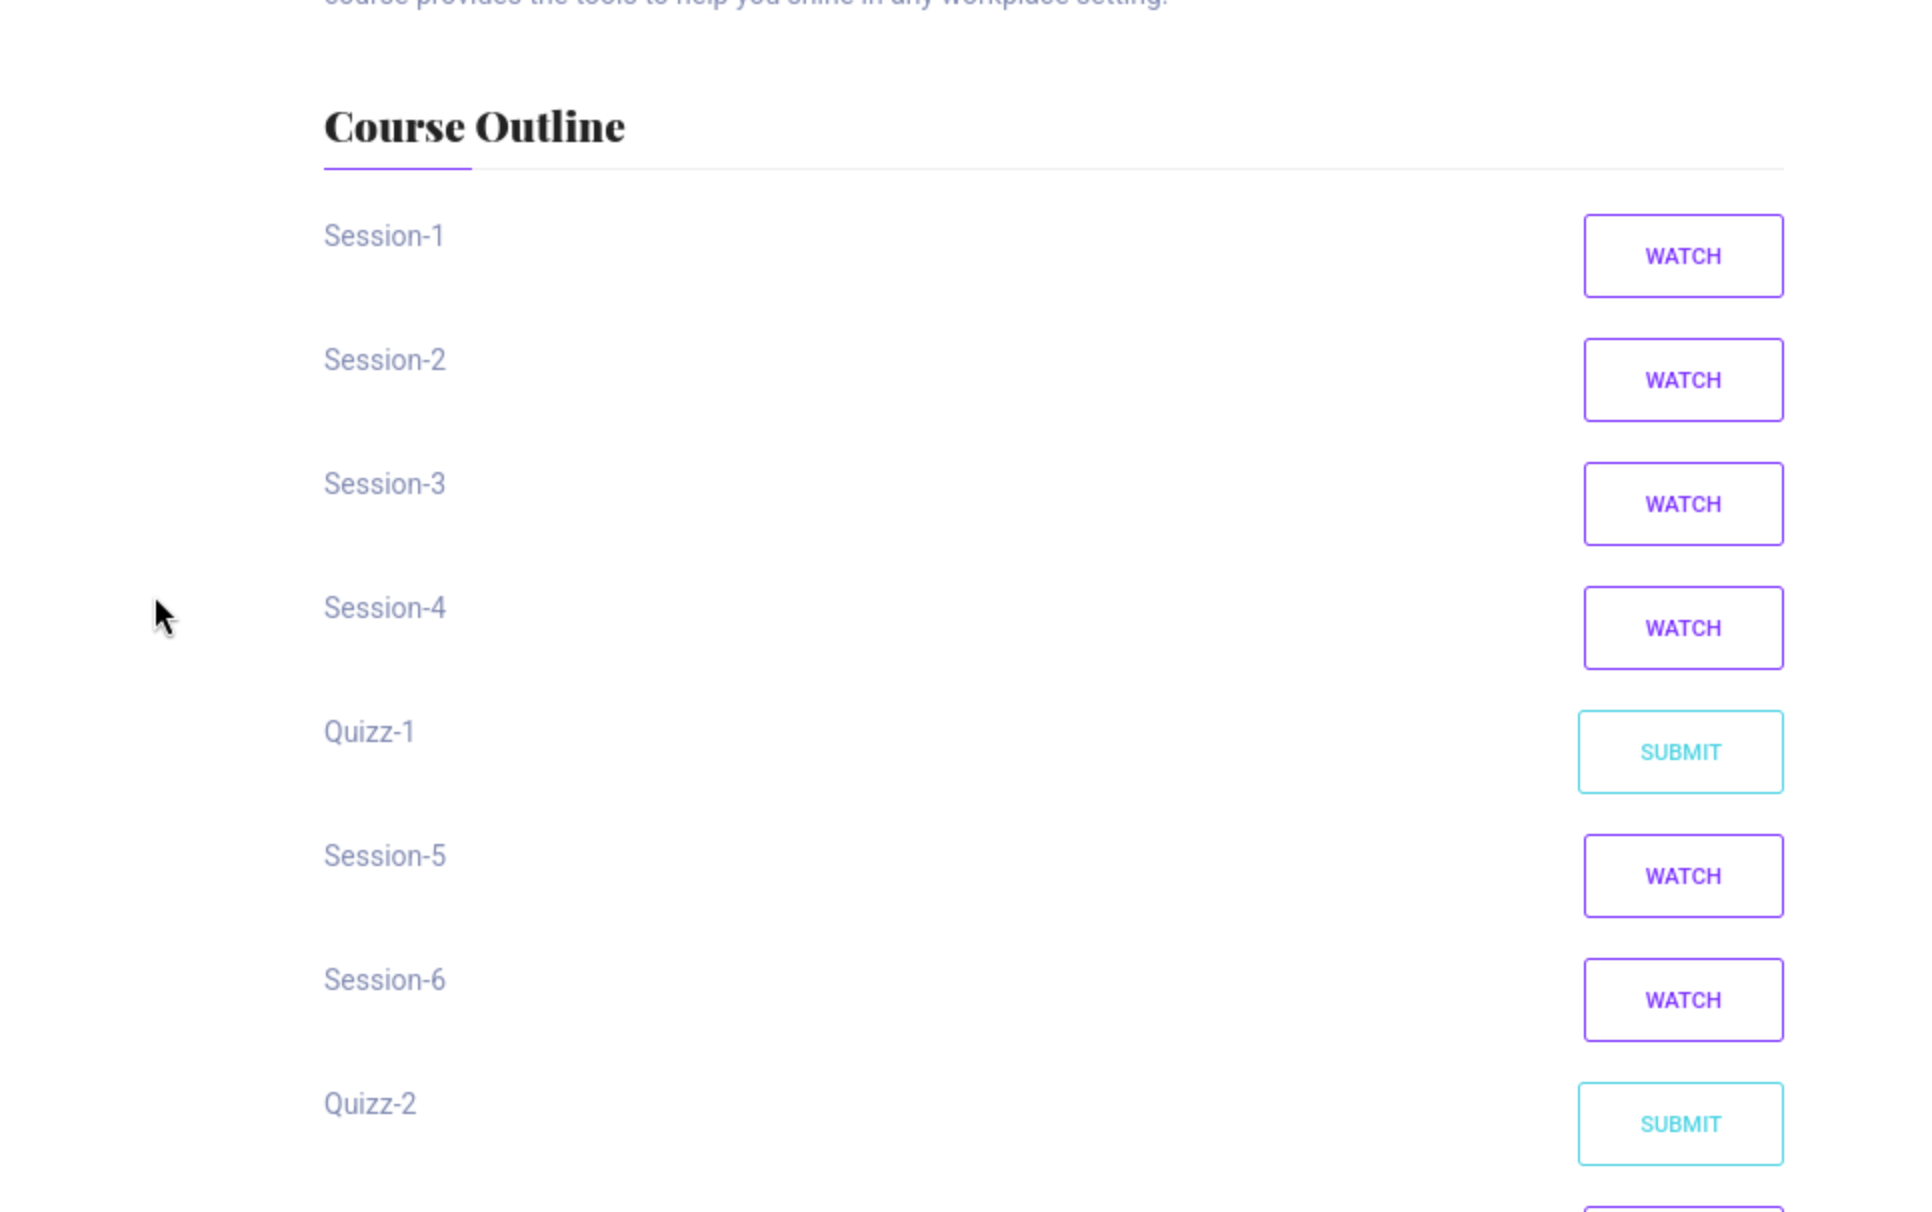 course provides the tools to help you shine in any workplace setting.
Course Outline
Session-1
WATCH
Session-2
WATCH
Session-3
WATCH
Session-4
WATCH
Quizz-1
SUBMIT
Session-5
WATCH
Session-6
WATCH
Quizz-2
SUBMIT